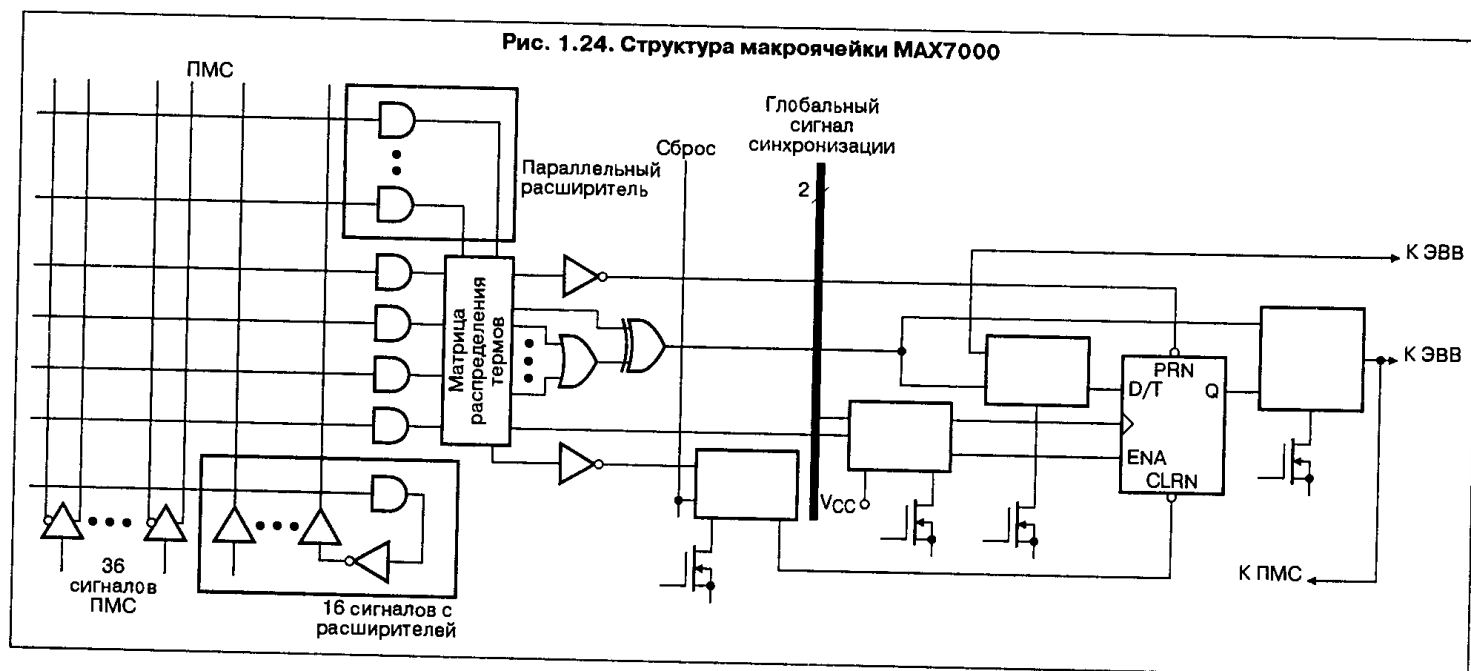 Рис. 1.24. Структура макроячейки MAX7000
ПМС
Параллельный
расширитель
Сброс
Глобальный
сигнал
синхронизации
2
Матрица
распределения
термов
К ЭВВ
К ЭВВ
PRN
D/T
Q
ENA
CLRN
VCC
К ПМС
36
сигналов
ПМС
16 сигналов с
расширителей